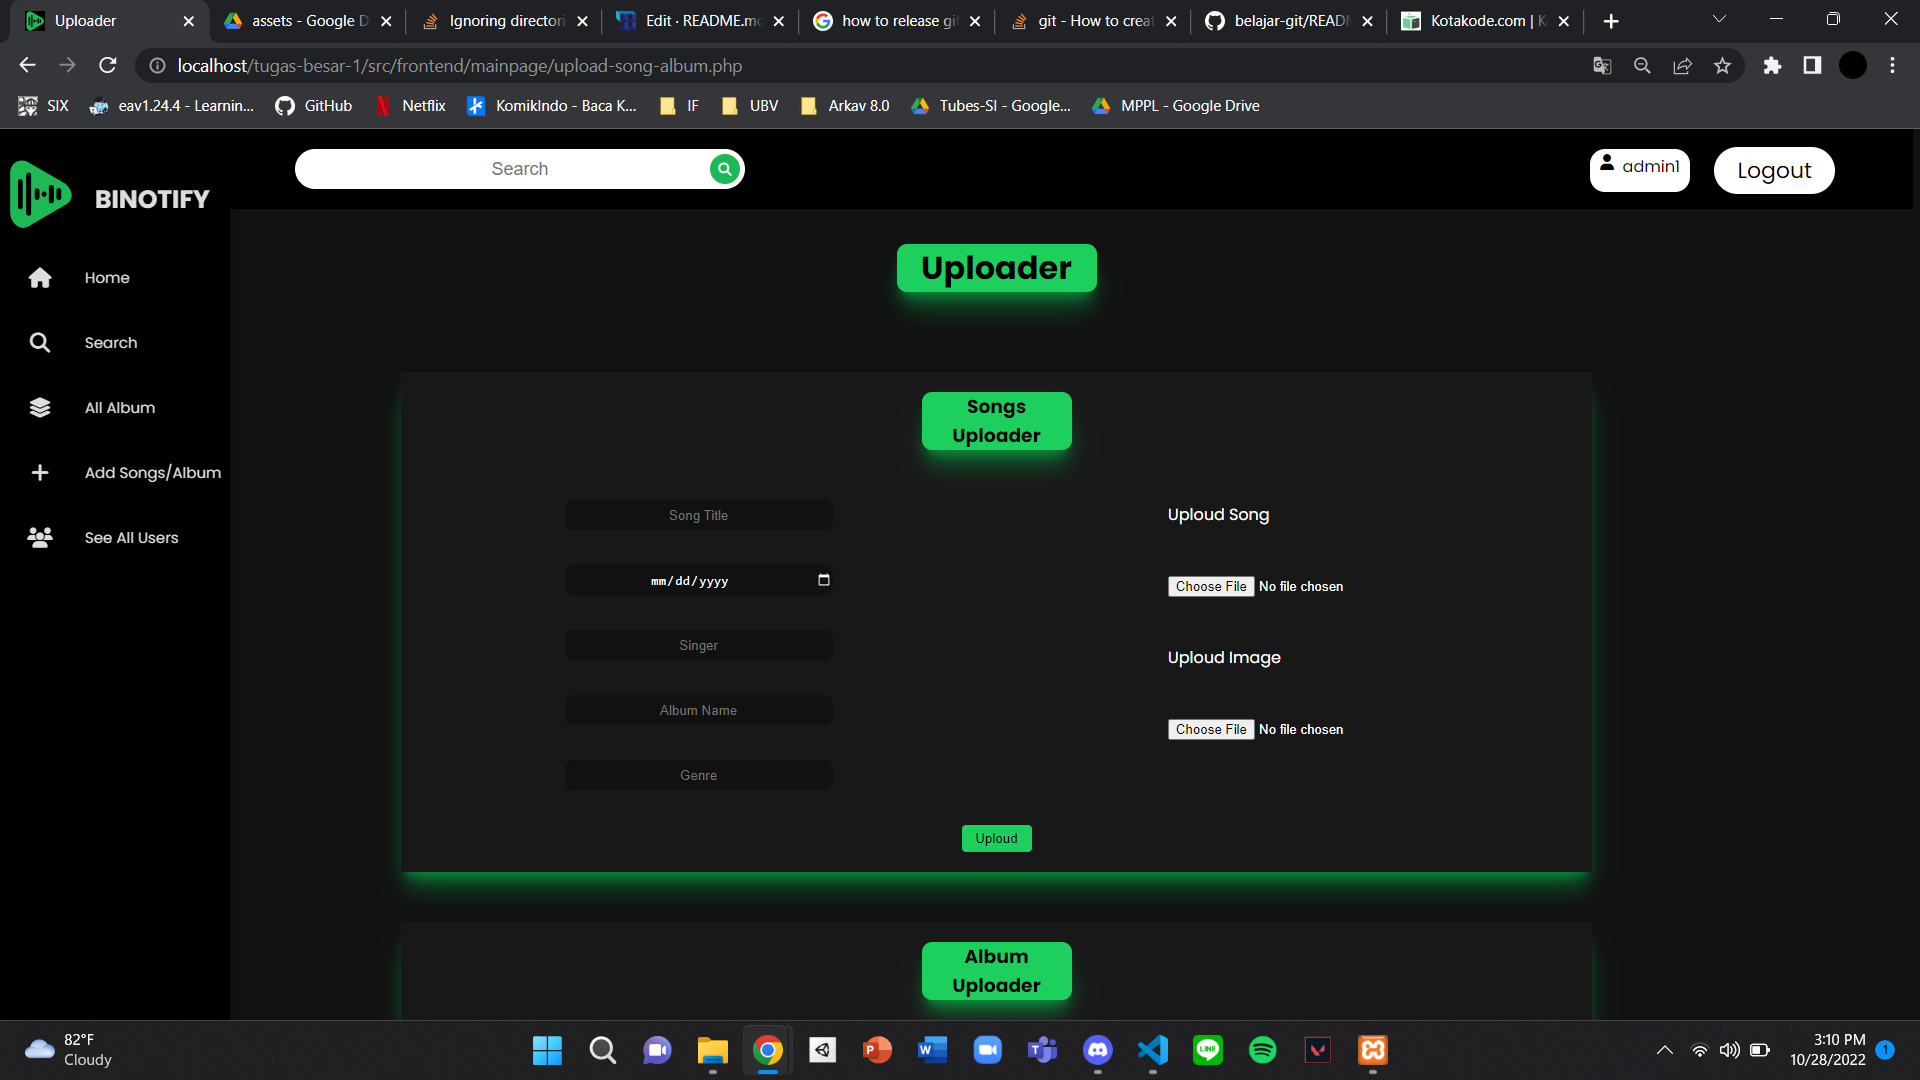 Uploader
assets - Google D
Ignoring directori
Edit · README.md
how to release git
git - How to creat
belajar-git/READM
Kotakode.com | K
localhost/tugas-besar-1/src/frontend/mainpage/upload-song-album.php
SIX
eav1.24.4 - Learnin...
GitHub
Netflix
KomikIndo - Baca K...
IF
UBV
Arkav 8.0
Tubes-SI - Google...
MPPL - Google Drive
BINOTIFY
Search
admin1
Logout
Home
Search
All Album
Add Songs/Album
See All Users
Uploader
Songs
Uploader
Song Title
mm/dd/yyyy
Singer
Album Name
Genre
Uploud Song
Choose File No file chosen
Uploud Image
Choose File No file chosen
Uploud
Album
Uploader
82°F
Cloudy
3:10 PM
10/28/2022
1